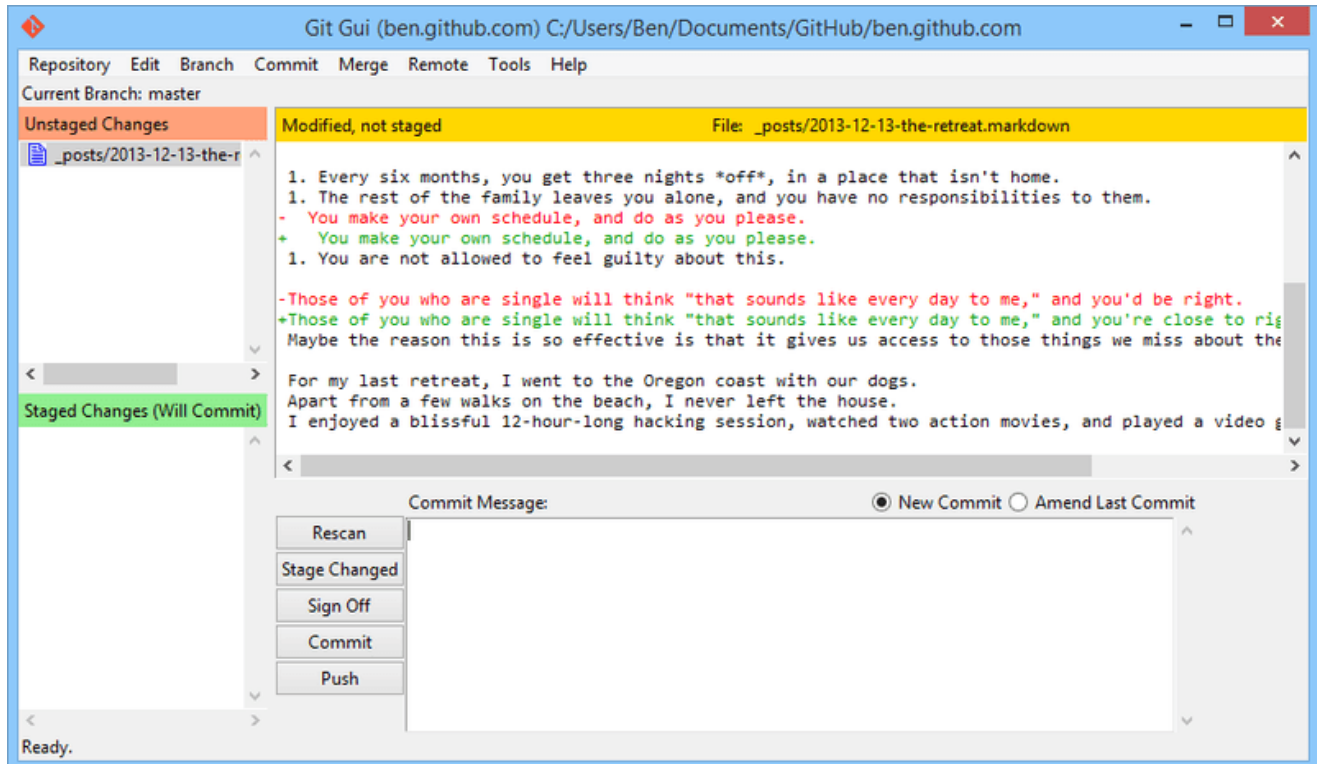 Git Gui (ben.github.com) C:/Users/Ben/Documents/GitHub/ben.github.com
Repository Edit Branch Commit Merge Remote Tools Help
Current Branch: master
Unstaged Changes
_posts/2013-12-13-the-r
Staged Changes (Will Commit)
Modified, not staged File: _posts/2013-12-13-the-retreat.markdown
1. Every six months, you get three nights *off*, in a place that isn't home.
1. The rest of the family leaves you alone, and you have no responsibilities to them.
-  You make your own schedule, and do as you please.
+   You make your own schedule, and do as you please.
1. You are not allowed to feel guilty about this.
-Those of you who are single will think "that sounds like every day to me," and you'd be right.
+Those of you who are single will think "that sounds like every day to me," and you're close to rig
Maybe the reason this is so effective is that it gives us access to those things we miss about the
For my last retreat, I went to the Oregon coast with our dogs.
Apart from a few walks on the beach, I never left the house.
I enjoyed a blissful 12-hour-long hacking session, watched two action movies, and played a video g
Commit Message: New Commit Amend Last Commit
Rescan
Stage Changed
Sign Off
Commit
Push
Ready.